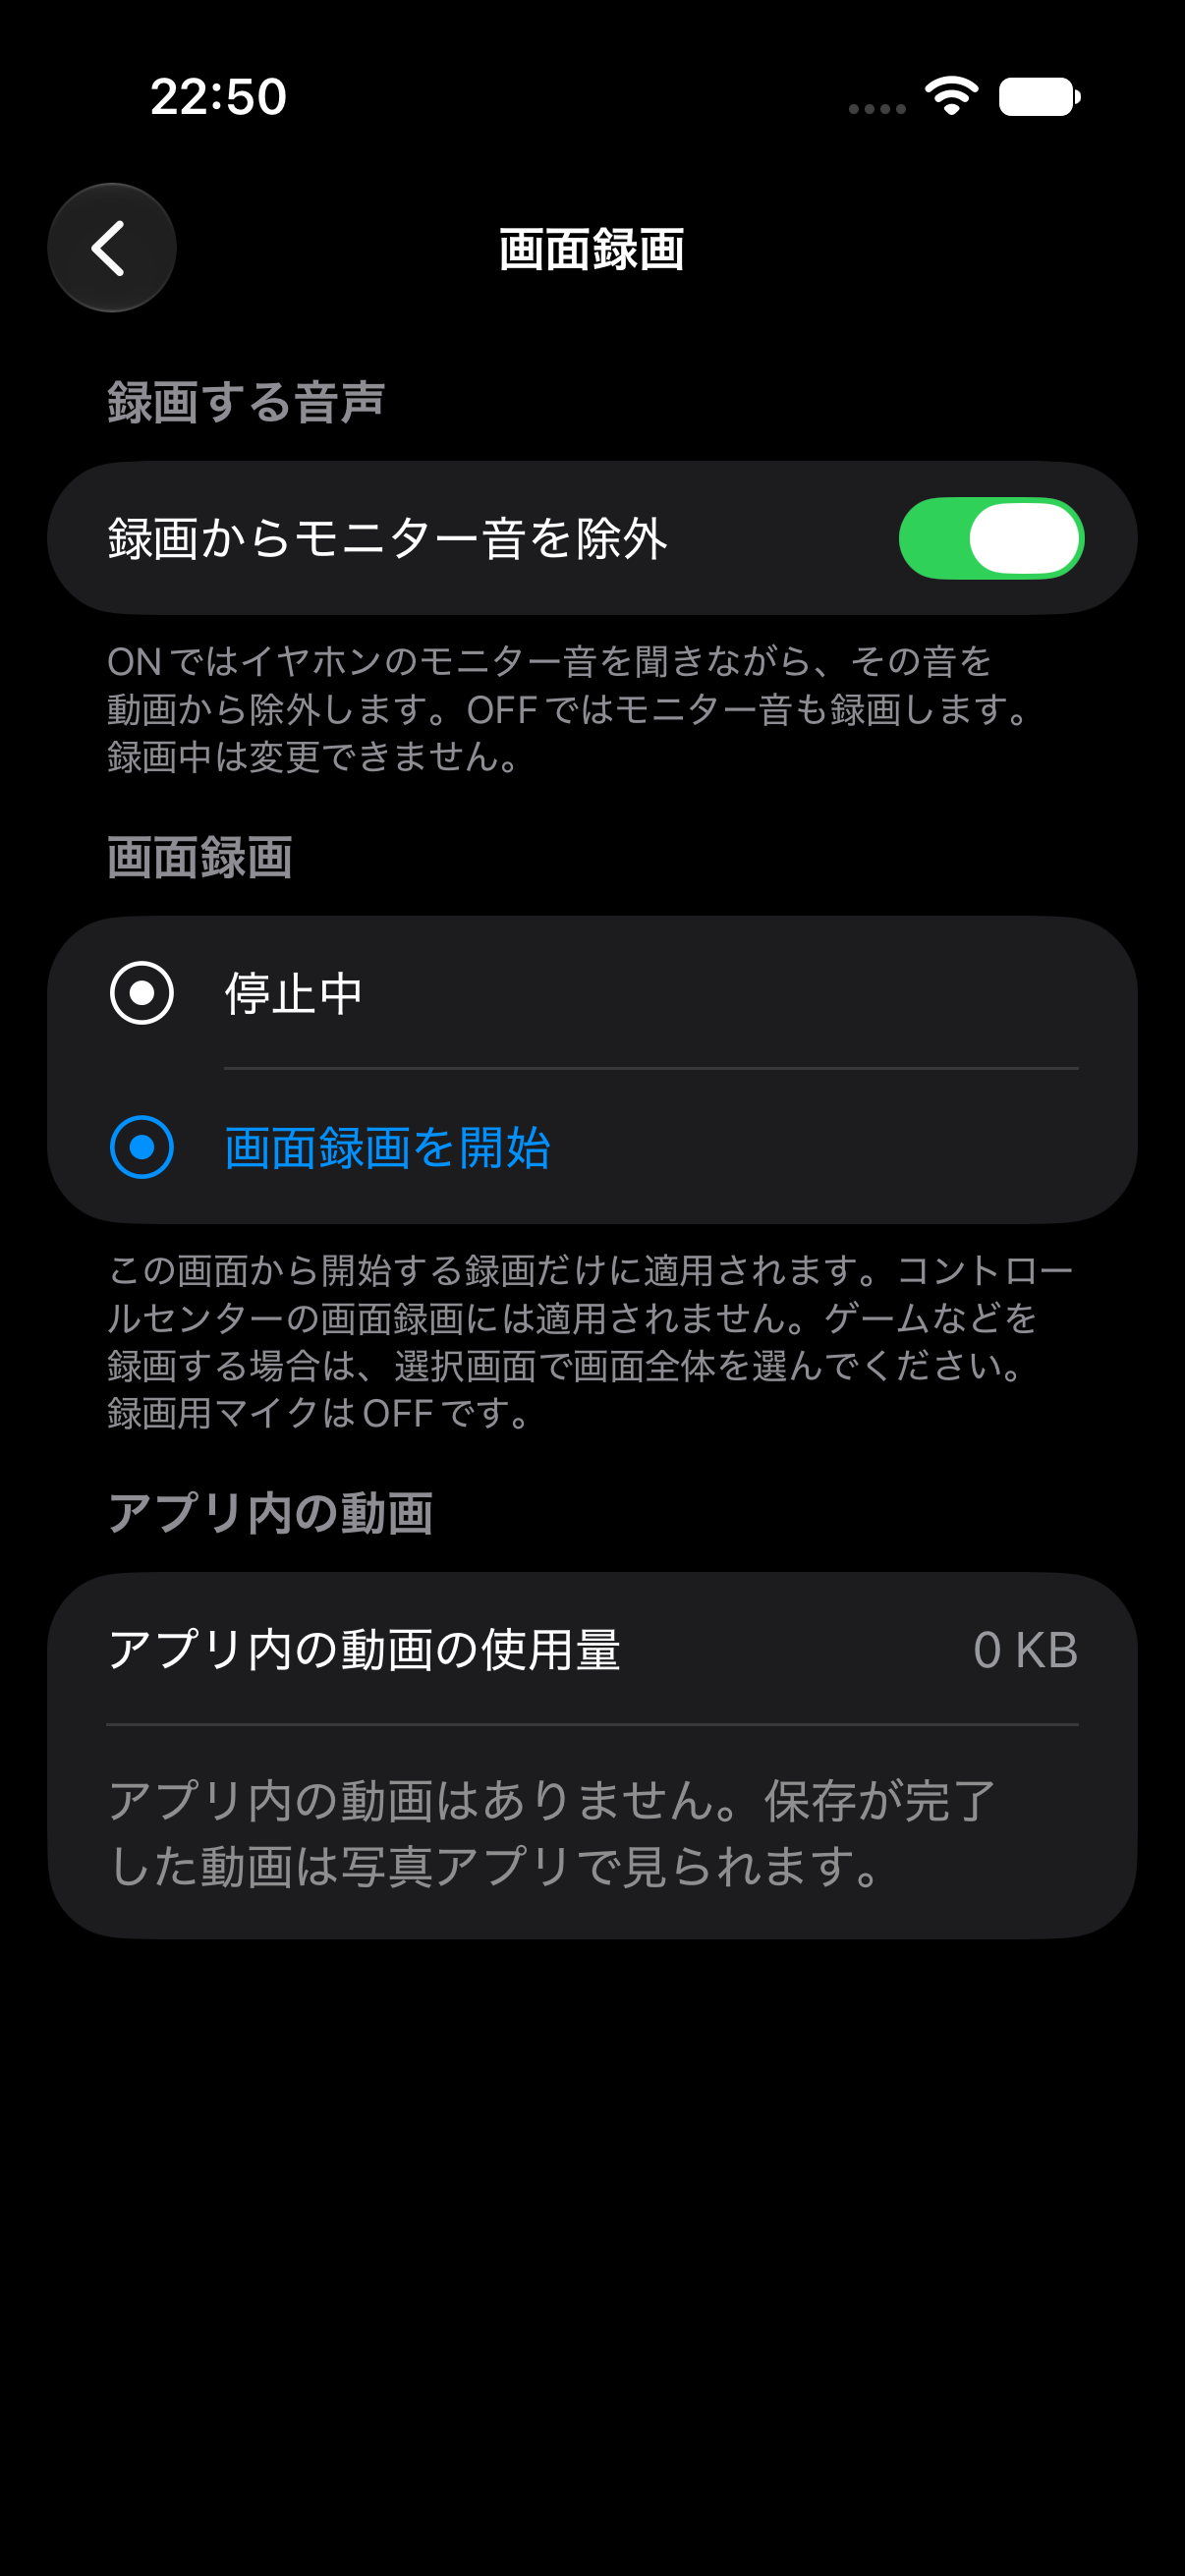 22:50
画面録画
録画する音声
録画からモニター音を除外
ONではイヤホンのモニター音を聞きながら、その音を
動画から除外します。OFFではモニター音も録画します。
録画中は変更できません。
画面録画
停止中
画面録画を開始
この画面から開始する録画だけに適用されます。コントロー
ルセンターの画面録画には適用されません。ゲームなどを
録画する場合は、選択画面で画面全体を選んでください。
録画用マイクはOFFです。
アプリ内の動画
アプリ内の動画の使用量 0 KB
アプリ内の動画はありません。保存が完了
した動画は写真アプリで見られます。